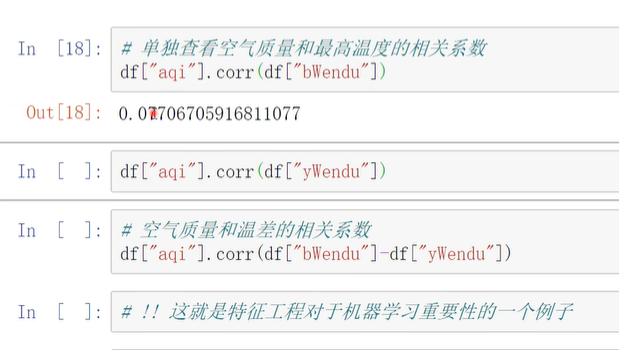 In [18]: # 单独查看空气质量和最高温度的相关系数
df["aqi"].corr(df["bWendu"])
Out[18]: 0.07706705916811077
In [ ]: df["aqi"].corr(df["yWendu"])
In [ ]: # 空气质量和温差的相关系数
df["aqi"].corr(df["bWendu"]-df["yWendu"])
In [ ]: # !! 这就是特征工程对于机器学习重要性的一个例子